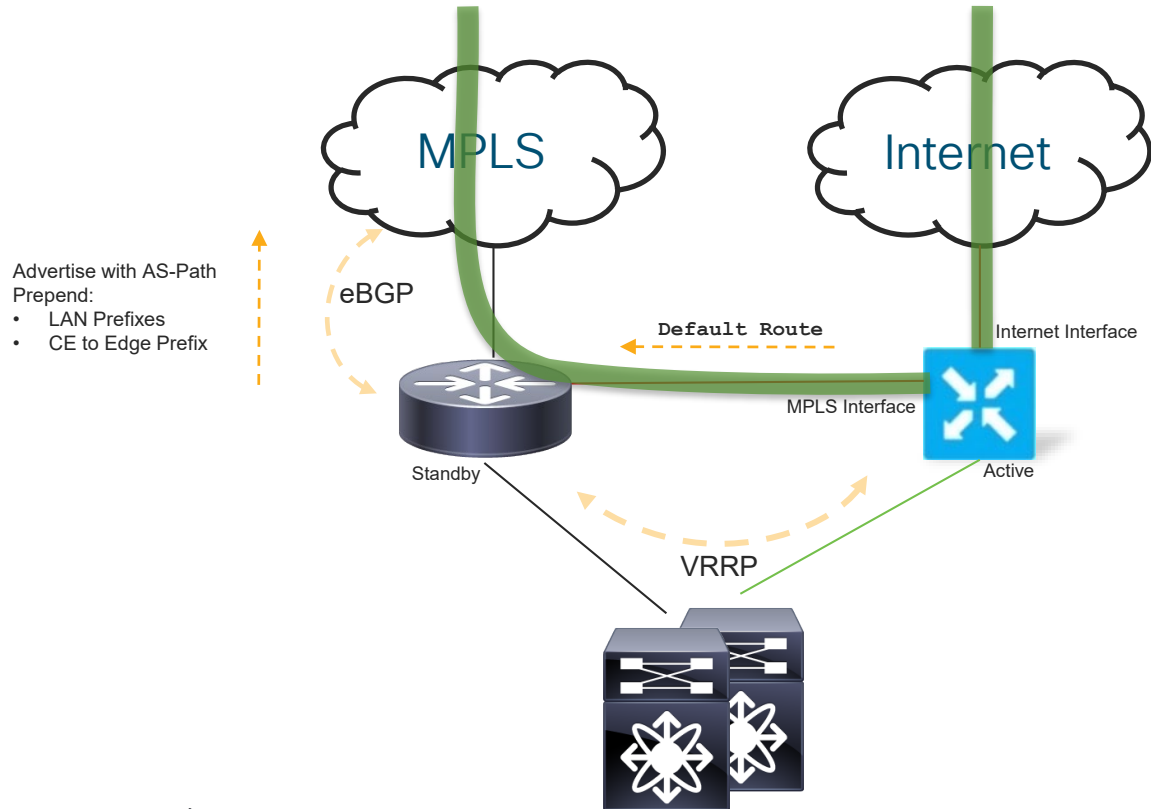 MPLS
Internet
Advertise with AS-Path
Prepend:
• LAN Prefixes
• CE to Edge Prefix
eBGP
Default Route
Internet Interface
MPLS Interface
Standby
Active
VRRP